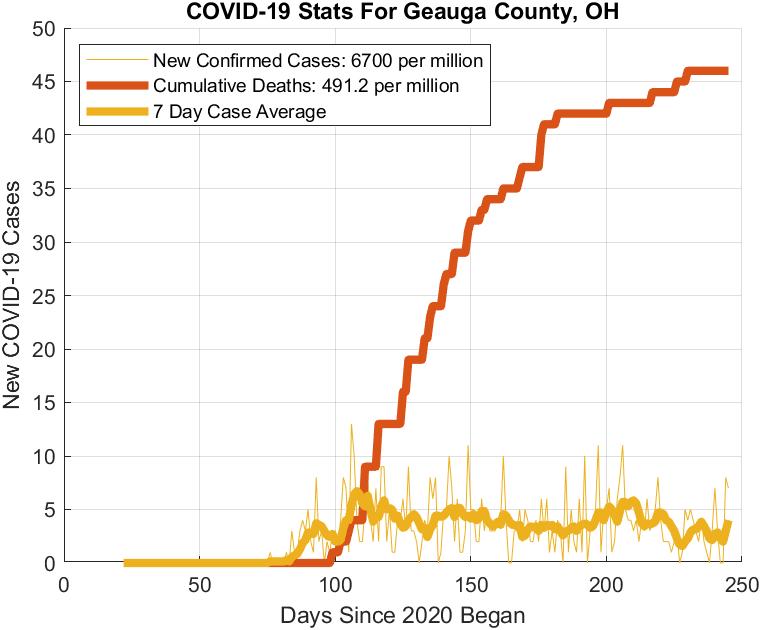 COVID-19 Stats For Geauga County, OH
50
45
40
35
30
25
20
15
10
5
0
New COVID-19 Cases
New Confirmed Cases: 6700 per million
Cumulative Deaths: 491.2 per million
7 Day Case Average
0 50 100 150 200 250
Days Since 2020 Began